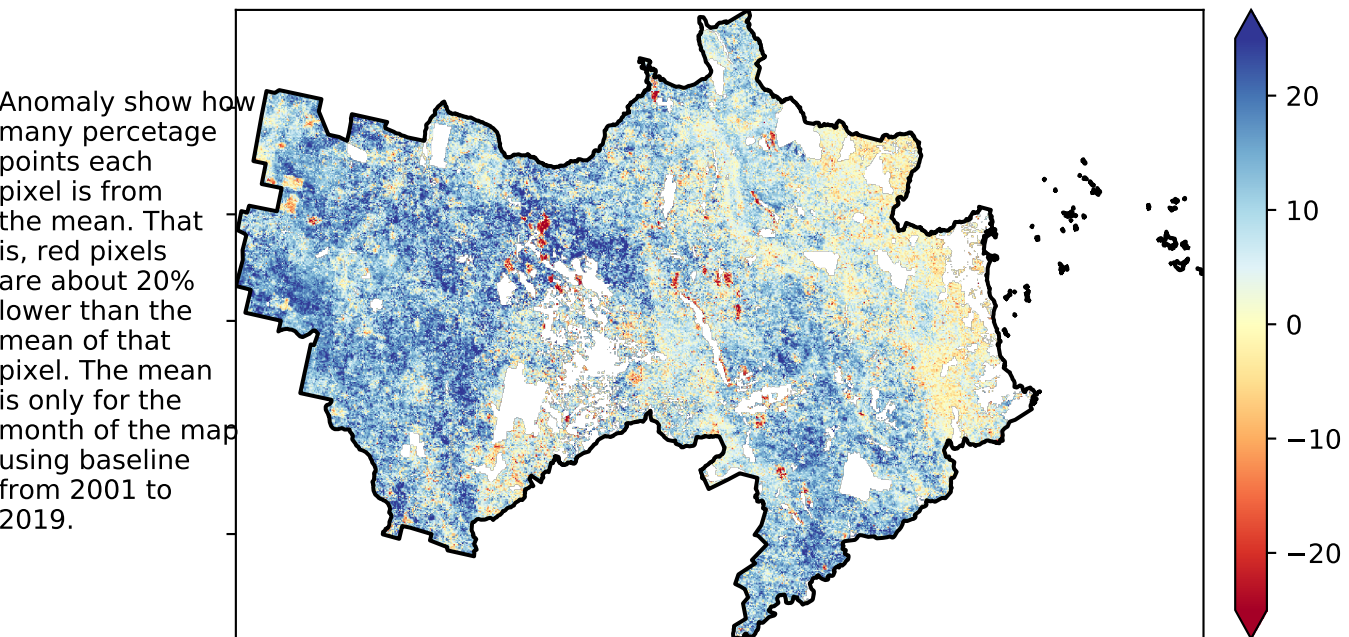 Anomaly show how
many percetage
points each
pixel is from
the mean. That
is, red pixels
are about 20%
lower than the
mean of that
pixel. The mean
is only for the
month of the map
using baseline
from 2001 to
2019.
20
10
0
−10
−20